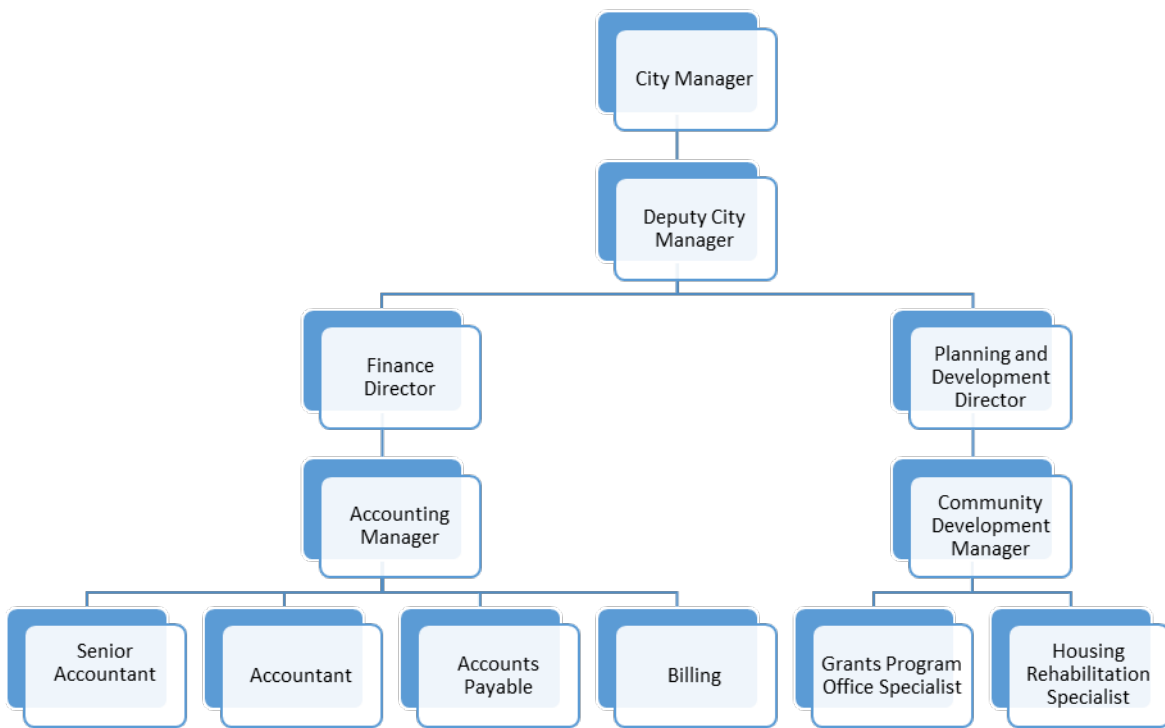 City Manager
Deputy City
Manager
Finance
Director
Planning and
Development
Director
Accounting
Manager
Community
Development
Manager
Senior
Accountant
Accountant
Accounts
Payable
Billing
Grants Program
Office Specialist
Housing
Rehabilitation
Specialist